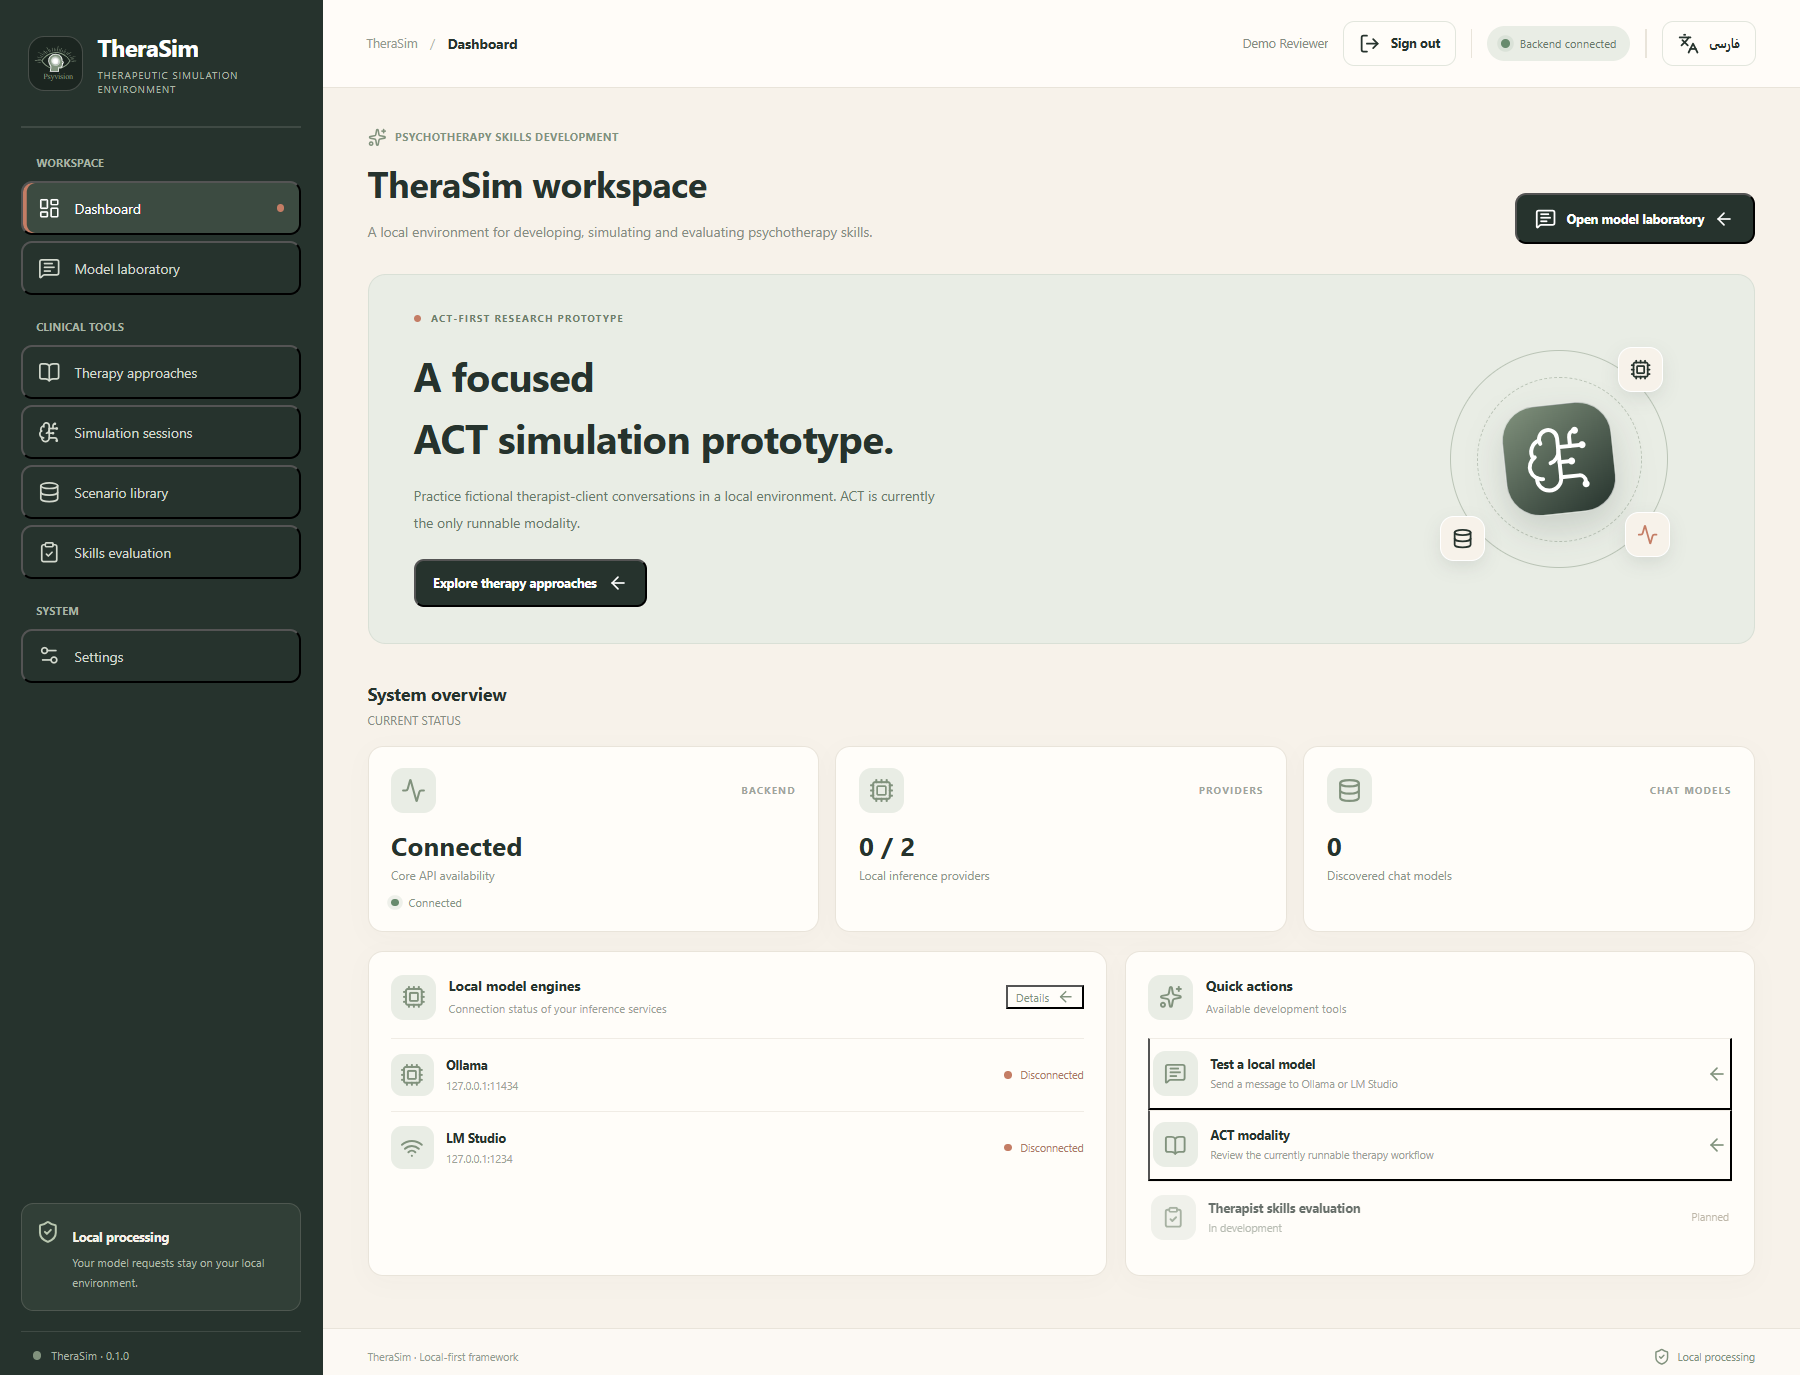 Psyvision
TheraSim
THERAPEUTIC SIMULATION
ENVIRONMENT
WORKSPACE
Dashboard
Model laboratory
CLINICAL TOOLS
Therapy approaches
Simulation sessions
Scenario library
Skills evaluation
SYSTEM
Settings
Local processing
Your model requests stay on your local
environment.
TheraSim · 0.1.0
TheraSim / Dashboard
Demo Reviewer
Sign out
Backend connected
فارسی
PSYCHOTHERAPY SKILLS DEVELOPMENT
TheraSim workspace
A local environment for developing, simulating and evaluating psychotherapy skills.
Open model laboratory
ACT-FIRST RESEARCH PROTOTYPE
A focused
ACT simulation prototype.
Practice fictional therapist-client conversations in a local environment. ACT is currently
the only runnable modality.
Explore therapy approaches
System overview
CURRENT STATUS
BACKEND
Connected
Core API availability
Connected
PROVIDERS
0 / 2
Local inference providers
CHAT MODELS
0
Discovered chat models
Local model engines
Connection status of your inference services
Details
Ollama
127.0.0.1:11434
Disconnected
LM Studio
127.0.0.1:1234
Disconnected
Quick actions
Available development tools
Test a local model
Send a message to Ollama or LM Studio
ACT modality
Review the currently runnable therapy workflow
Therapist skills evaluation
In development
Planned
TheraSim · Local-first framework
Local processing